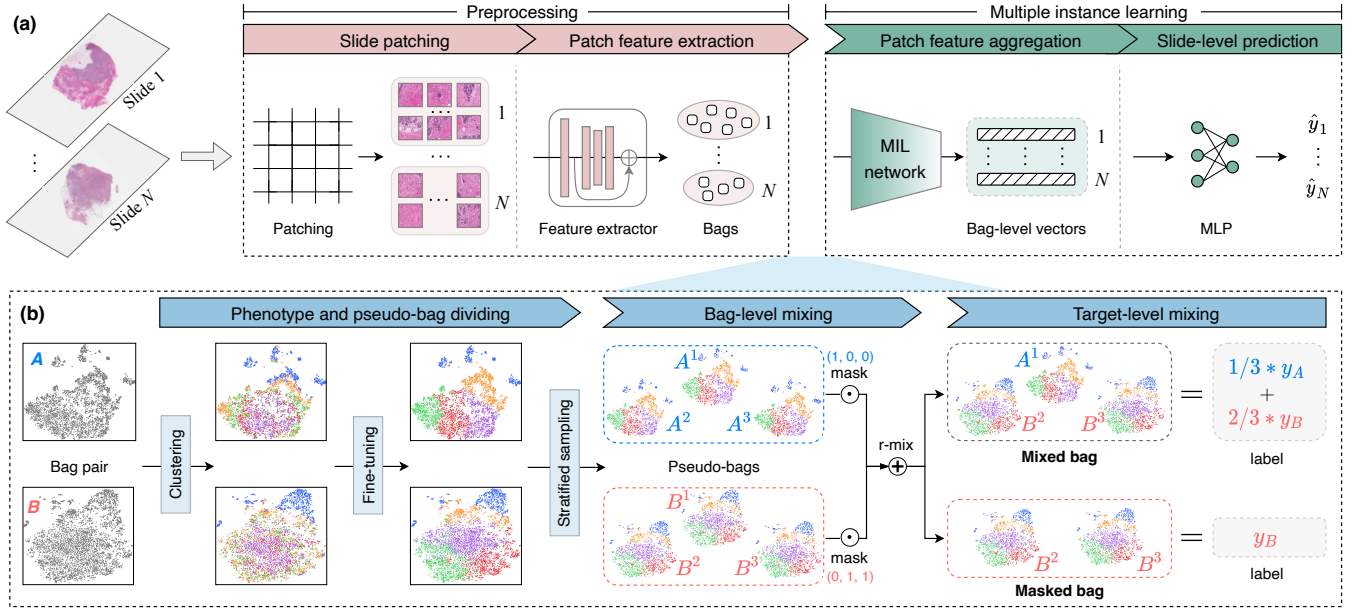 (a)
Preprocessing
Multiple instance learning
Slide patching
Patch feature extraction
Patch feature aggregation
Slide-level prediction
Slide 1
Slide N
Patching
1
...
N
Feature extractor
1
N
Bags
MIL
network
1
N
Bag-level vectors
MLP
ŷ₁
ŷ_N
(b)
Phenotype and pseudo-bag dividing
Bag-level mixing
Target-level mixing
A
Bag pair
B
Clustering
Fine-tuning
Stratified sampling
A¹
A²
A³
(1, 0, 0)
mask
Pseudo-bags
B¹
B²
B³
mask
(0, 1, 1)
r-mix
A¹
B²
B³
Mixed bag
=
1/3 * y_A
+
2/3 * y_B
label
B²
B³
Masked bag
=
y_B
label